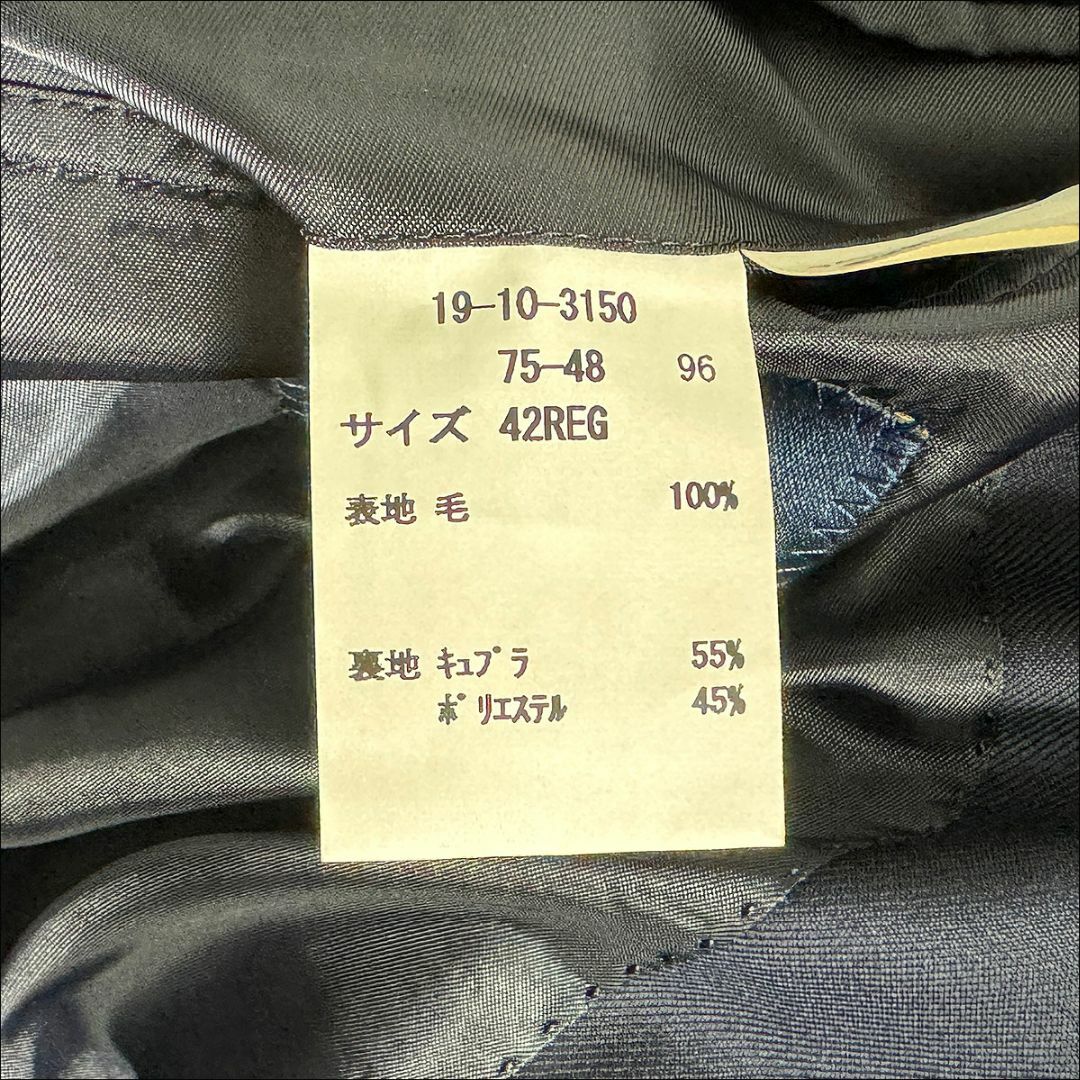 19-10-3150
75-48 96
サイズ 42REG
表地 毛 100%
裏地 キュプラ 55%
ポリエステル 45%